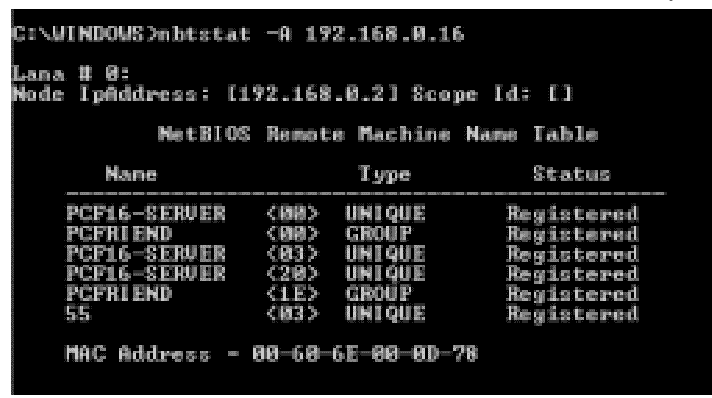 C:\WINDOWS>nbtstat -A 192.168.0.16
Lana # 0:
Node IpAddress: [192.168.0.2] Scope Id: []
NetBIOS Remote Machine Name Table
Name Type Status
---------------------------------------------
PCF16-SERVER <00> UNIQUE Registered
PCFRIEND <00> GROUP Registered
PCF16-SERVER <03> UNIQUE Registered
PCF16-SERVER <20> UNIQUE Registered
PCFRIEND <1E> GROUP Registered
55 <03> UNIQUE Registered
MAC Address = 00-60-6E-00-0D-78